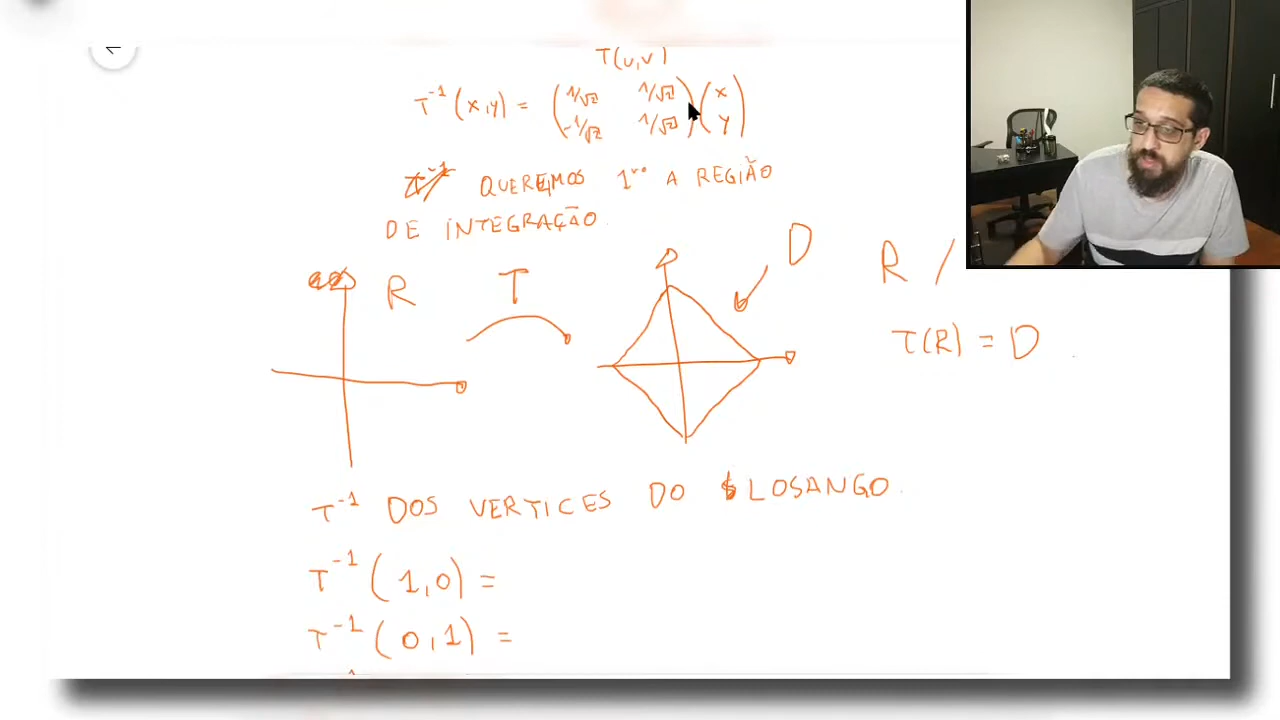 T(u,v)
T⁻¹(x,y) = (1/√2 1/√2) (x)
(-1/√2 1/√2) (y)
QUEREMOS 1ʳᵒ A REGIÃO
DE INTEGRAÇÃO.
R T D R /
T(R) = D
T⁻¹ DOS VERTICES DO LOSANGO.
T⁻¹(1,0) =
T⁻¹(0,1) =